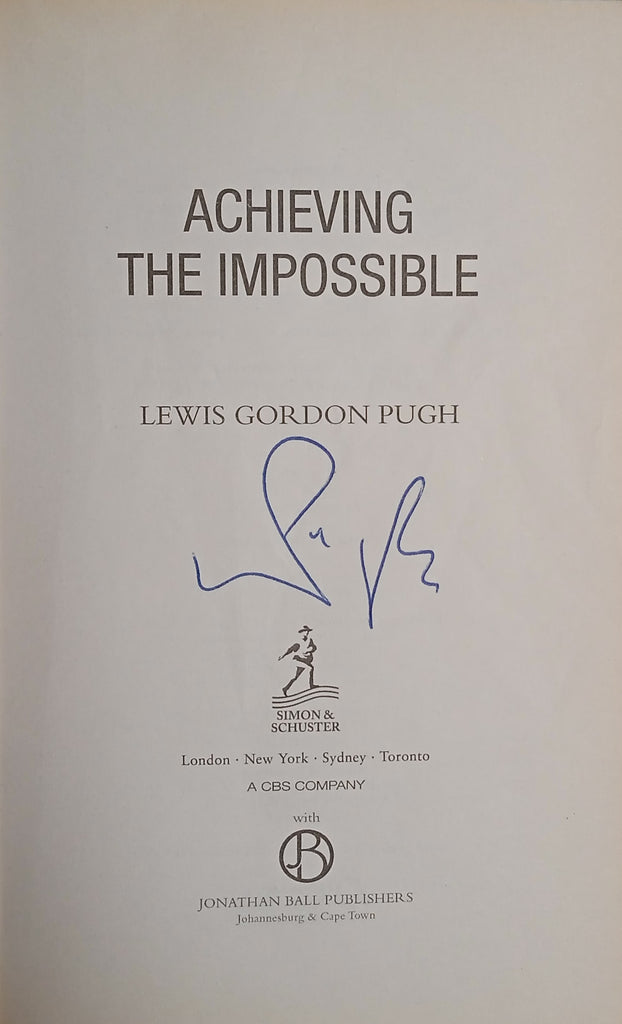 ACHIEVING
THE IMPOSSIBLE
LEWIS GORDON PUGH
SIMON &
SCHUSTER
London · New York · Sydney · Toronto
A CBS COMPANY
with
JB
JONATHAN BALL PUBLISHERS
Johannesburg & Cape Town